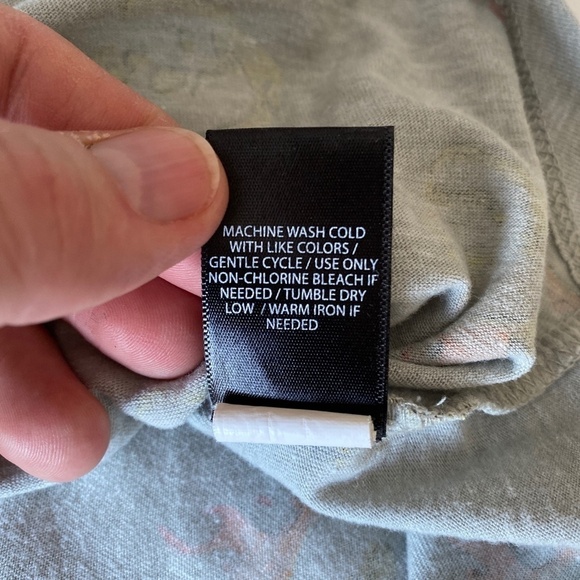 MACHINE WASH COLD
WITH LIKE COLORS /
GENTLE CYCLE / USE ONLY
NON-CHLORINE BLEACH IF
NEEDED / TUMBLE DRY
LOW / WARM IRON IF
NEEDED